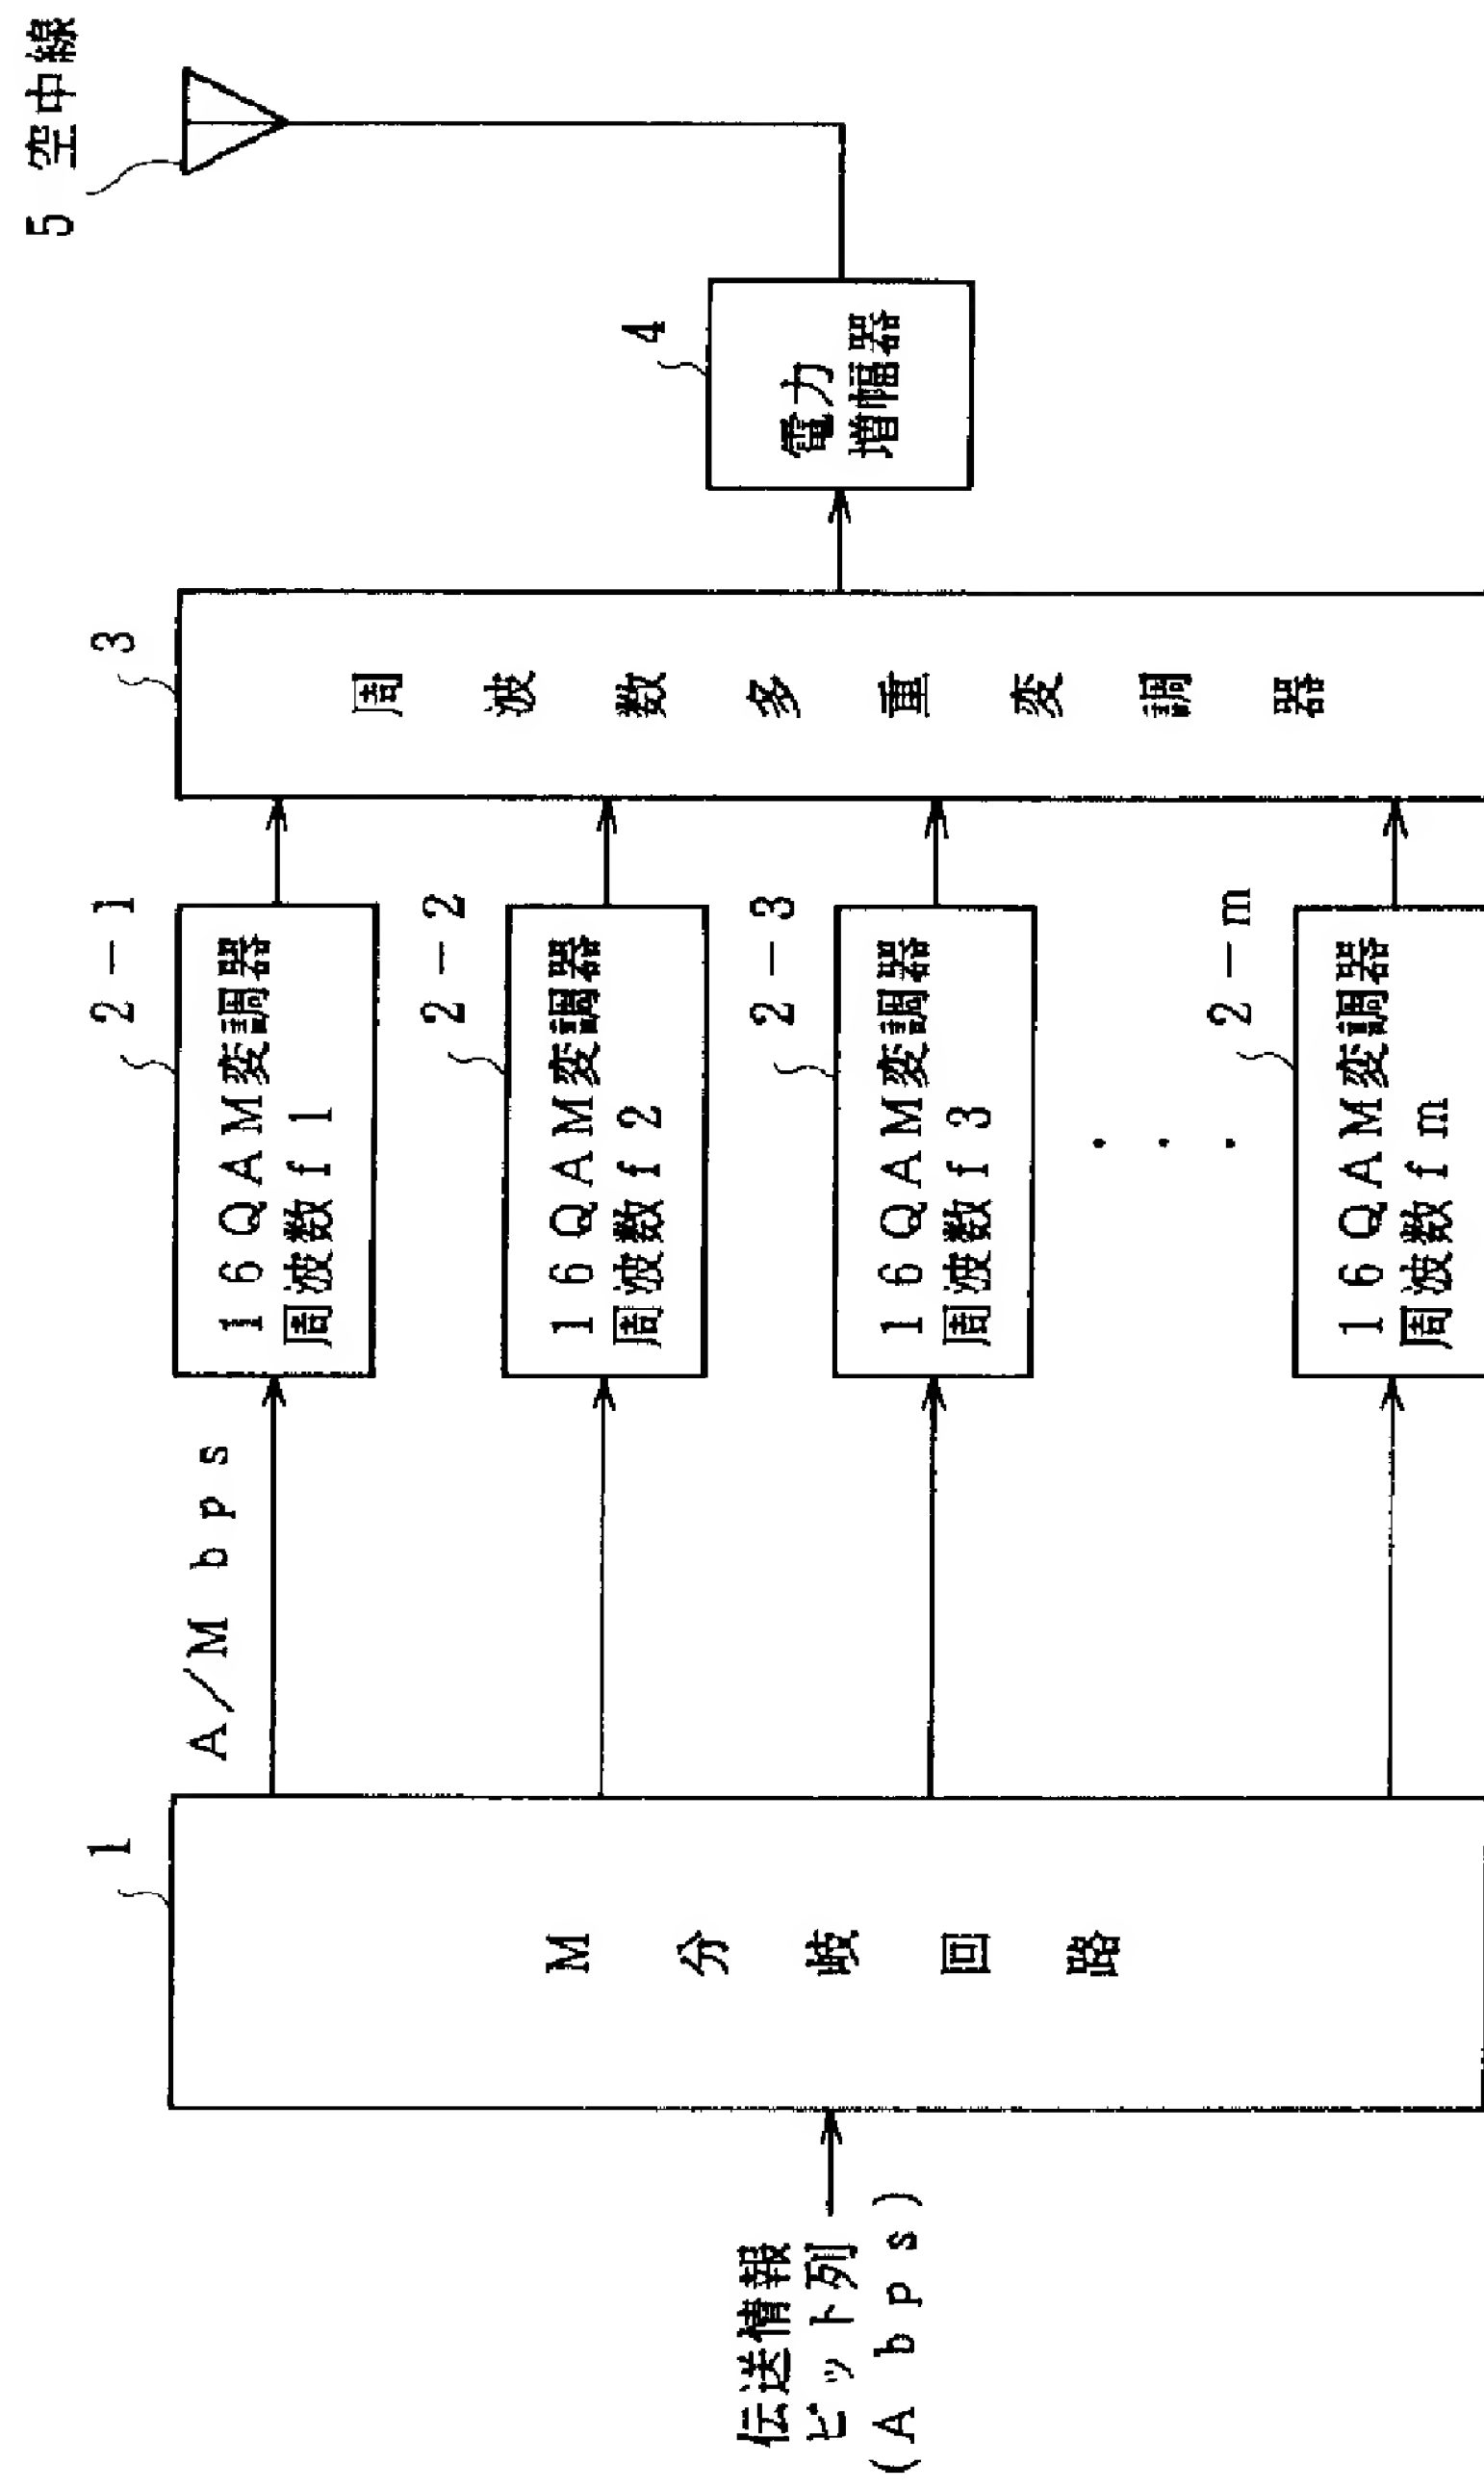 伝送情報
ビット列
(A bps)
1
M分岐回路
A/M bps
2-1
16QAM変調器
周波数f1
2-2
16QAM変調器
周波数f2
2-3
16QAM変調器
周波数f3
・・・
2-m
16QAM変調器
周波数fm
3
周波数多重変調器
4
電力
増幅器
5 空中線